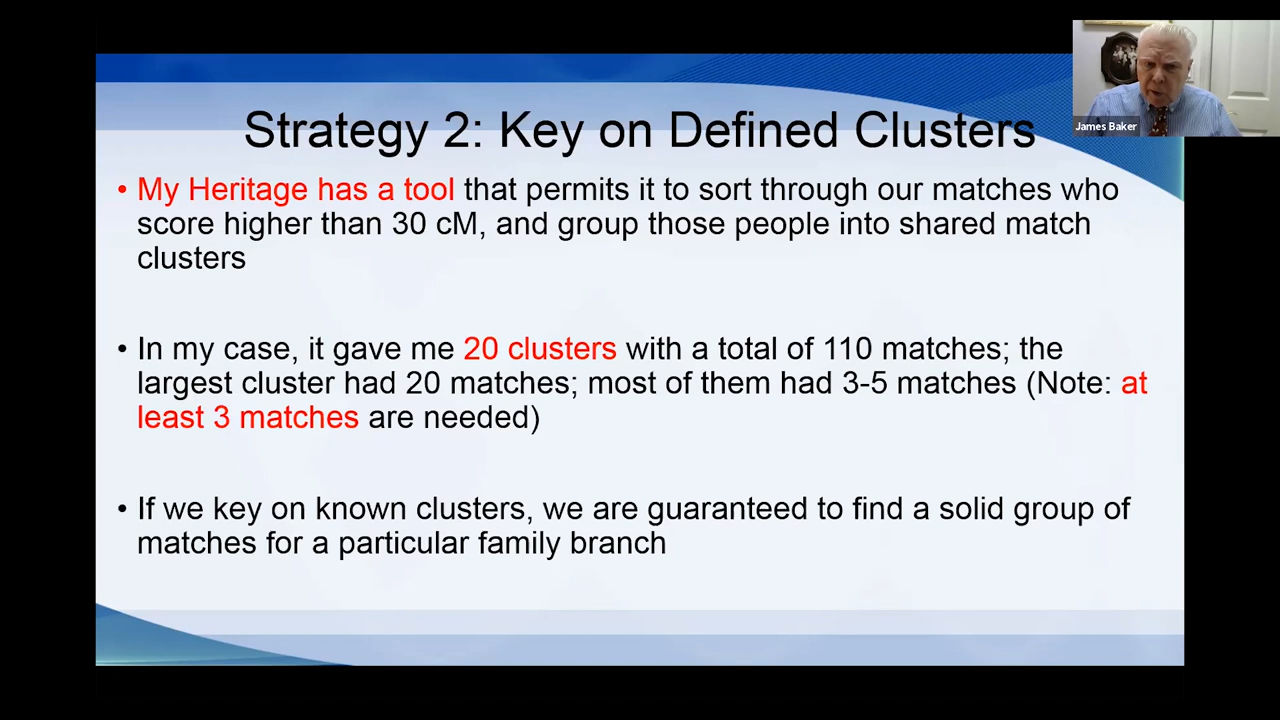 Strategy 2: Key on Defined Clusters
James Baker
• My Heritage has a tool that permits it to sort through our matches who
score higher than 30 cM, and group those people into shared match
clusters
• In my case, it gave me 20 clusters with a total of 110 matches; the
largest cluster had 20 matches; most of them had 3-5 matches (Note: at
least 3 matches are needed)
• If we key on known clusters, we are guaranteed to find a solid group of
matches for a particular family branch